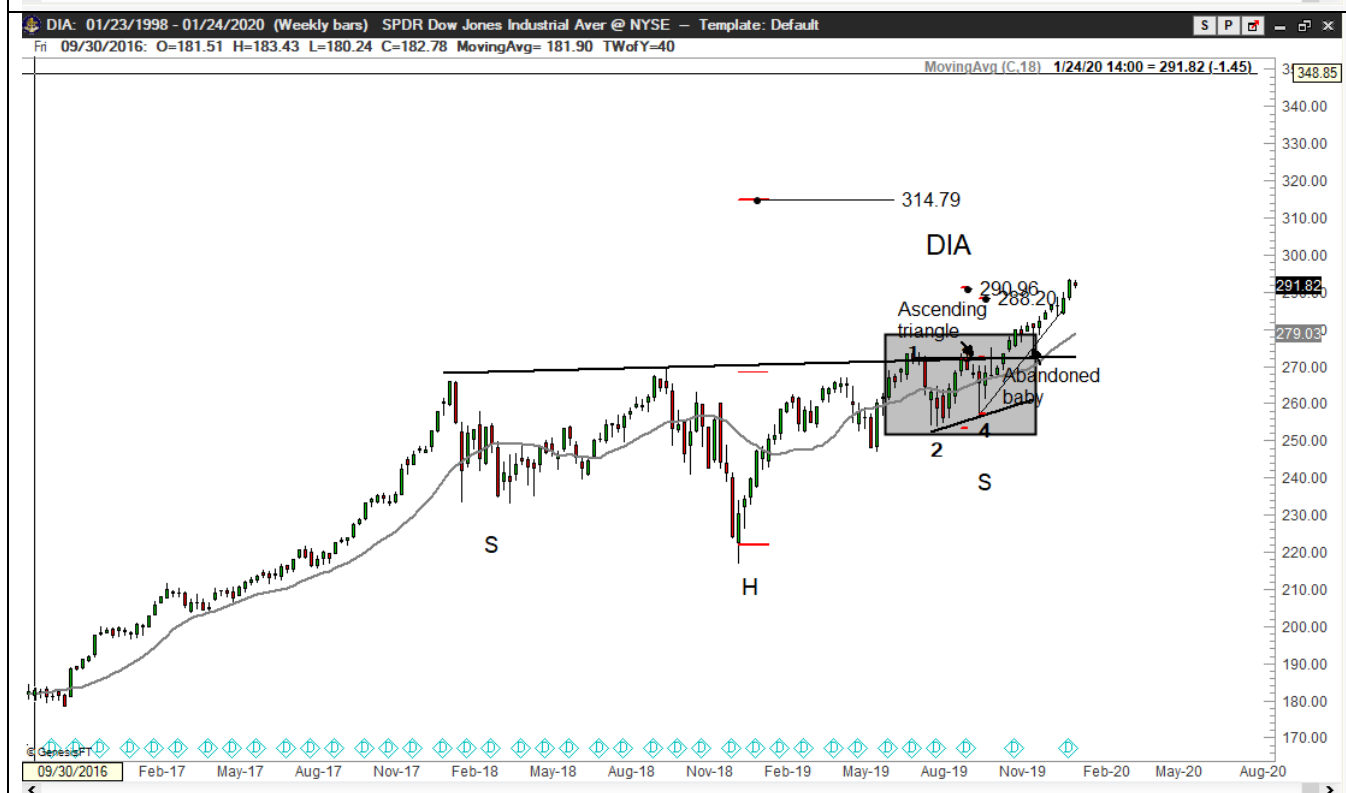 DIA: 01/23/1998 - 01/24/2020 (Weekly bars) SPDR Dow Jones Industrial Aver @ NYSE – Template: Default
S P
Fri 09/30/2016: O=181.51 H=183.43 L=180.24 C=182.78 MovingAvg= 181.90 TWofY=40
MovingAvg (C,18) 1/24/20 14:00 = 291.82 (-1.45)
348.85
340.00
330.00
320.00
314.79
310.00
DIA
300.00
290.96
291.82
288.20
Ascending
triangle
279.03
1
270.00
Abandoned
baby
260.00
4
250.00
2
240.00
S
230.00
S
220.00
H
210.00
200.00
190.00
180.00
170.00
© GenesisFT
D D D D D D D D D D D D D D D D D D D D D D D D D D D D D D D D D D D D D D D
09/30/2016 Feb-17 May-17 Aug-17 Nov-17 Feb-18 May-18 Aug-18 Nov-18 Feb-19 May-19 Aug-19 Nov-19 Feb-20 May-20 Aug-20